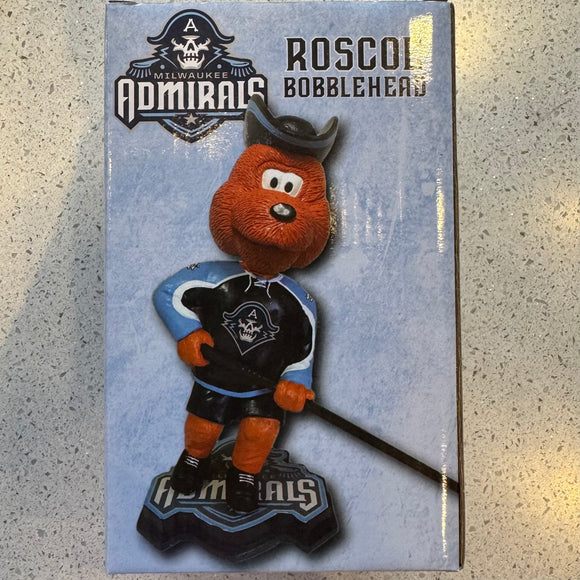 A
MILWAUKEE
ADMIRALS
ROSCOE
BOBBLEHEAD
A
ADMIRALS